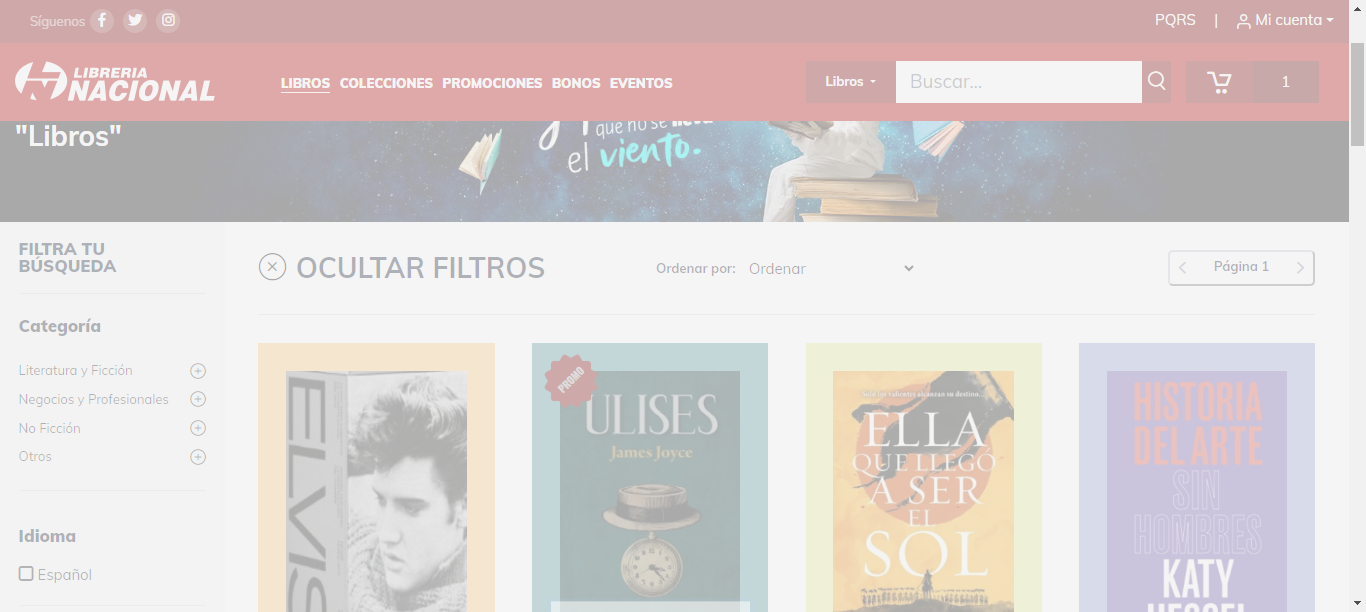 Síguenos
PQRS | Mi cuenta
LIBRERIA
NACIONAL
LIBROS COLECCIONES PROMOCIONES BONOS EVENTOS
Libros
Buscar...
1
"Libros"
que no se lleva
el viento.
FILTRA TU
BÚSQUEDA
OCULTAR FILTROS
Ordenar por: Ordenar
Página 1
Categoría
Literatura y Ficción
Negocios y Profesionales
No Ficción
Otros
Idioma
Español
ELVIS
PROMO
ULISES
James Joyce
Solo los valientes alcanzan su destino...
ELLA
QUE LLEGÓ
A SER
EL
SOL
HISTORIA
DEL ARTE
SIN
HOMBRES
KATY
HESSEL